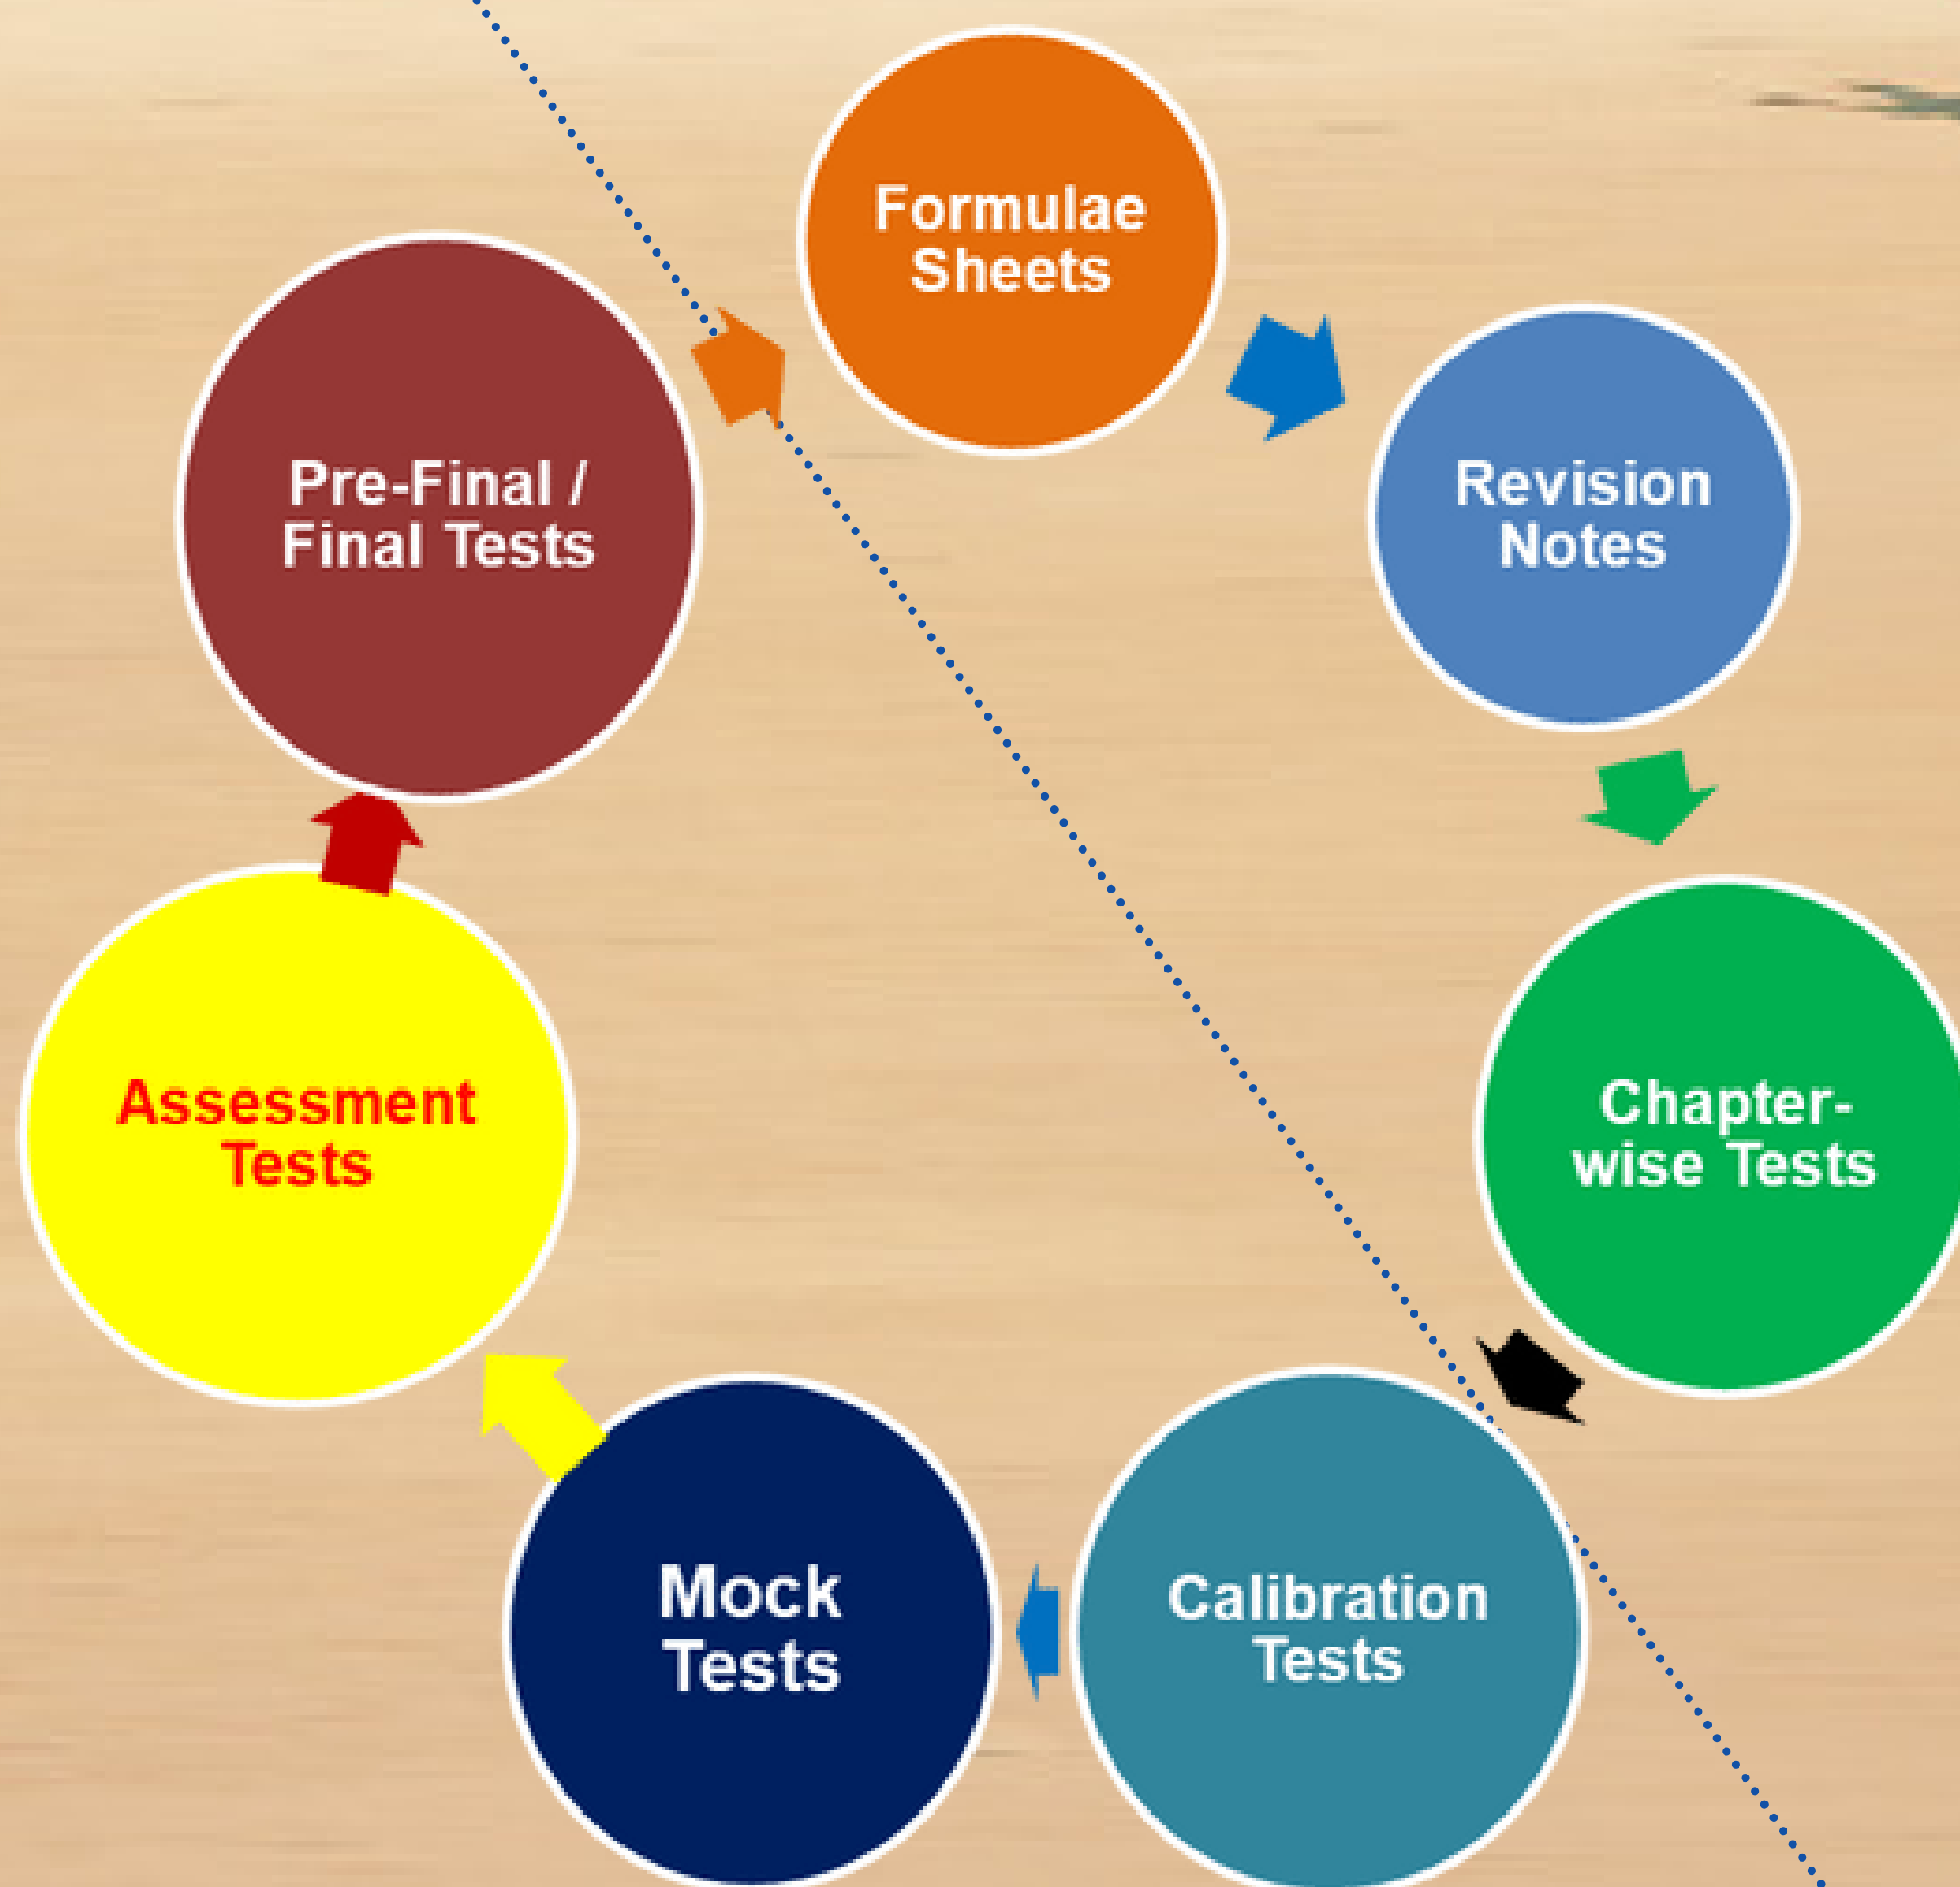 Formulae
Sheets
Revision
Notes
Chapter-
wise Tests
Calibration
Tests
Mock
Tests
Assessment
Tests
Pre-Final /
Final Tests